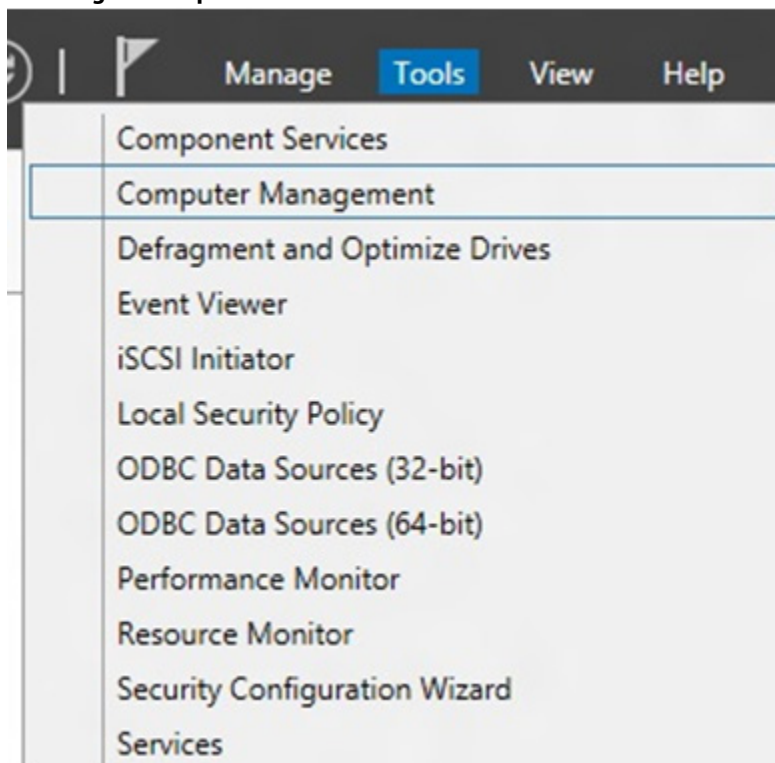 Manage Tools View Help
Component Services
Computer Management
Defragment and Optimize Drives
Event Viewer
iSCSI Initiator
Local Security Policy
ODBC Data Sources (32-bit)
ODBC Data Sources (64-bit)
Performance Monitor
Resource Monitor
Security Configuration Wizard
Services